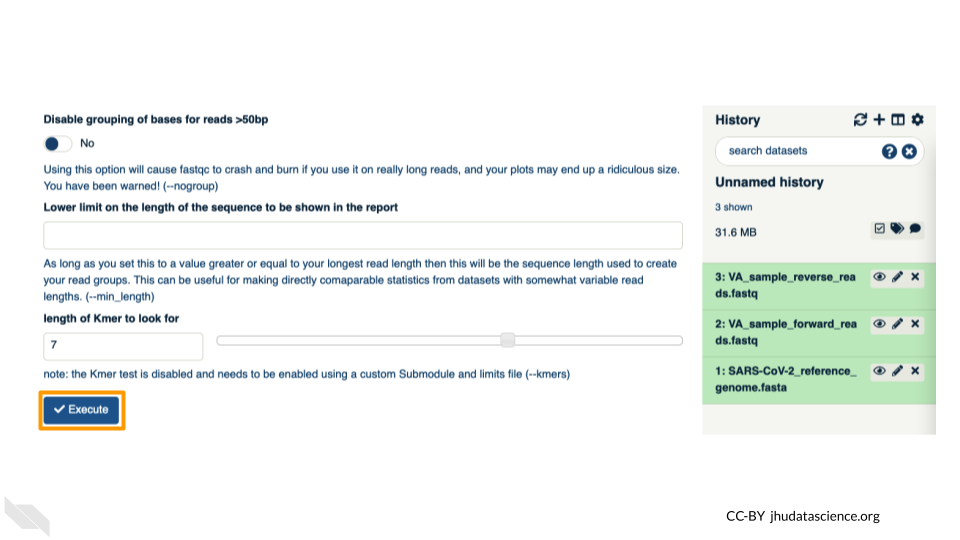 Disable grouping of bases for reads >50bp
No
Using this option will cause fastqc to crash and burn if you use it on really long reads, and your plots may end up a ridiculous size.
You have been warned! (--nogroup)
Lower limit on the length of the sequence to be shown in the report
As long as you set this to a value greater or equal to your longest read length then this will be the sequence length used to create
your read groups. This can be useful for making directly comaparable statistics from datasets with somewhat variable read
lengths. (--min_length)
length of Kmer to look for
7
note: the Kmer test is disabled and needs to be enabled using a custom Submodule and limits file (--kmers)
Execute
History
search datasets
Unnamed history
3 shown
31.6 MB
3: VA_sample_reverse_rea
ds.fastq
2: VA_sample_forward_rea
ds.fastq
1: SARS-CoV-2_reference_
genome.fasta
CC-BY jhudatascience.org